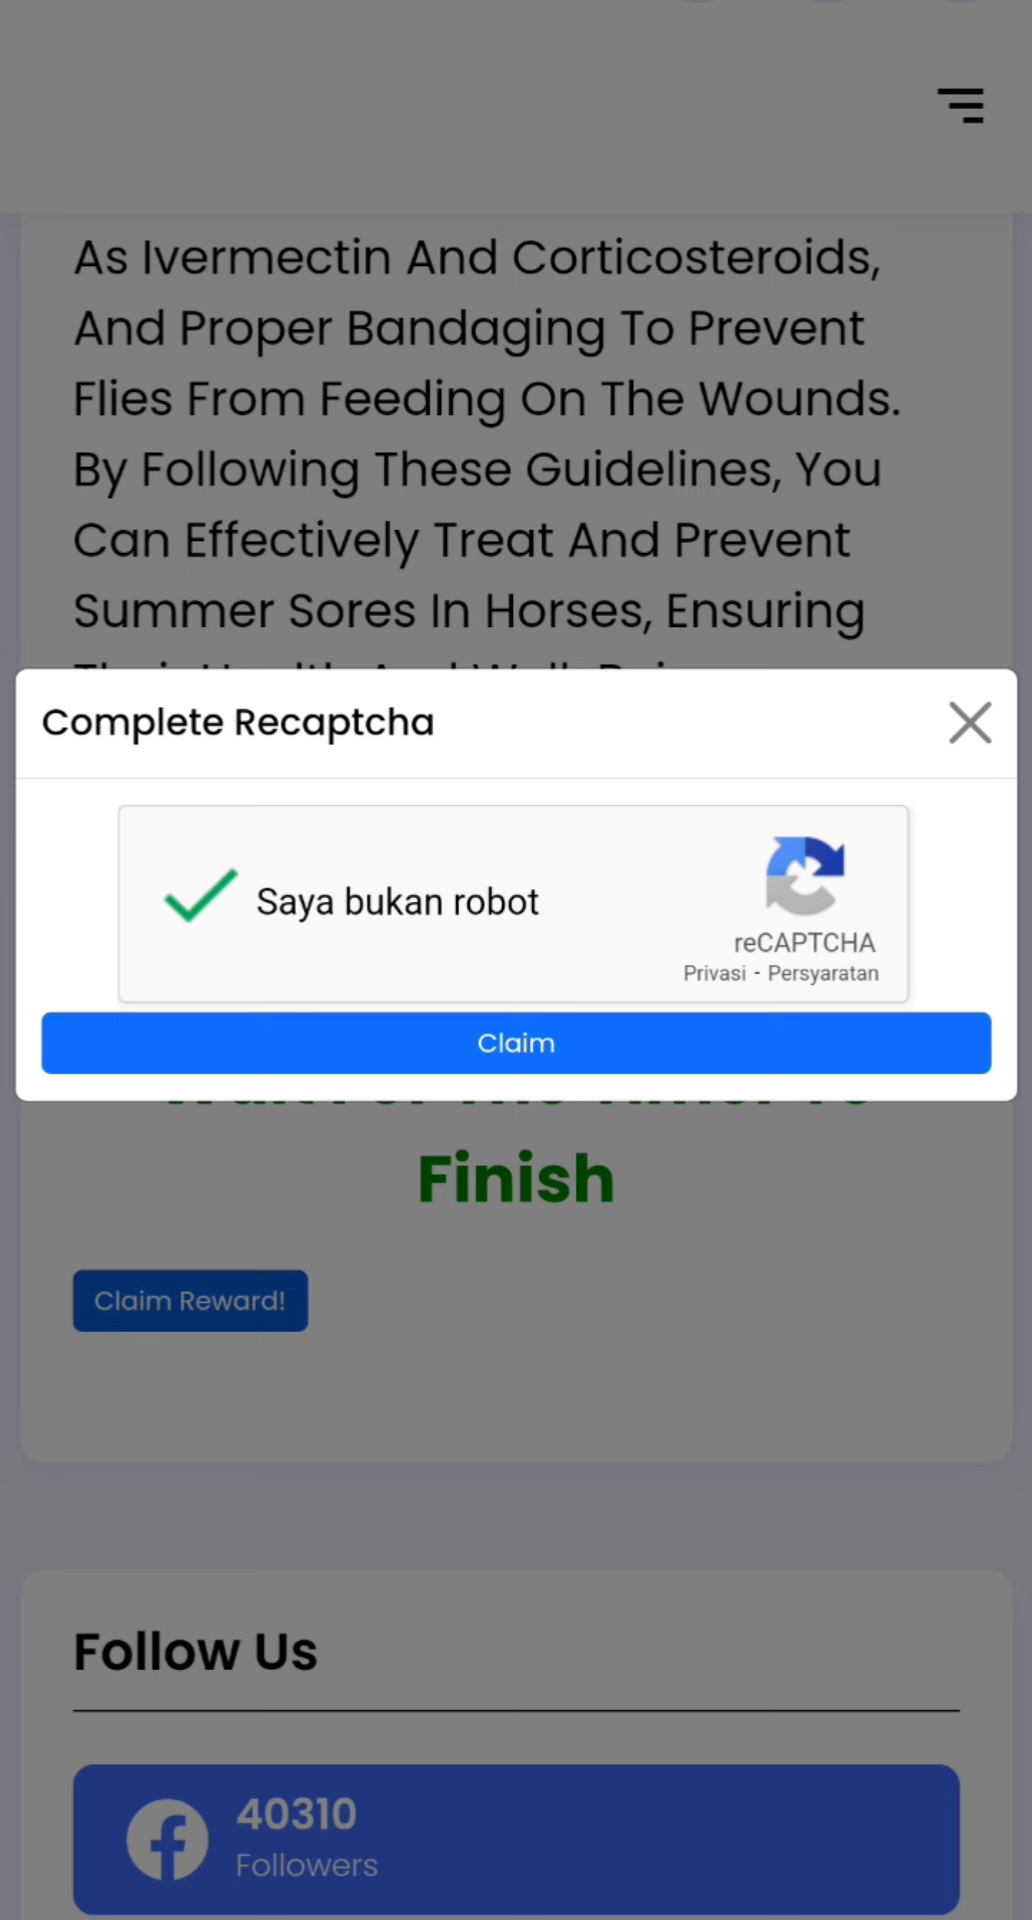 As Ivermectin And Corticosteroids,
And Proper Bandaging To Prevent
Flies From Feeding On The Wounds.
By Following These Guidelines, You
Can Effectively Treat And Prevent
Summer Sores In Horses, Ensuring
Complete Recaptcha
Saya bukan robot
reCAPTCHA
Privasi - Persyaratan
Claim
Finish
Claim Reward!
Follow Us
40310
Followers